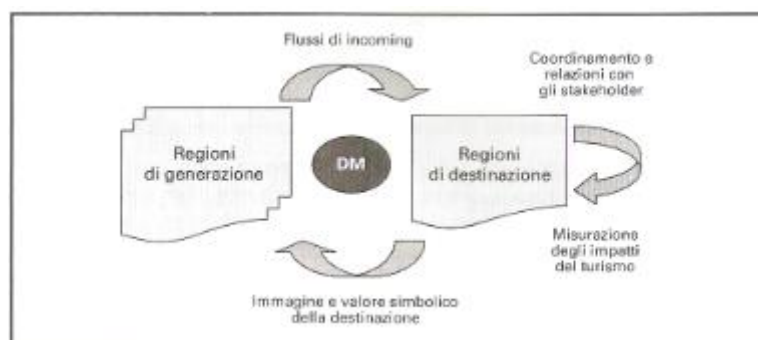 Flussi di incoming
Coordinamento e
relazioni con
gli stakeholder
Regioni
di generazione
DM
Regioni
di destinazione
Misurazione
degli impatti
del turismo
Immagine e valore simbolico
della destinazione